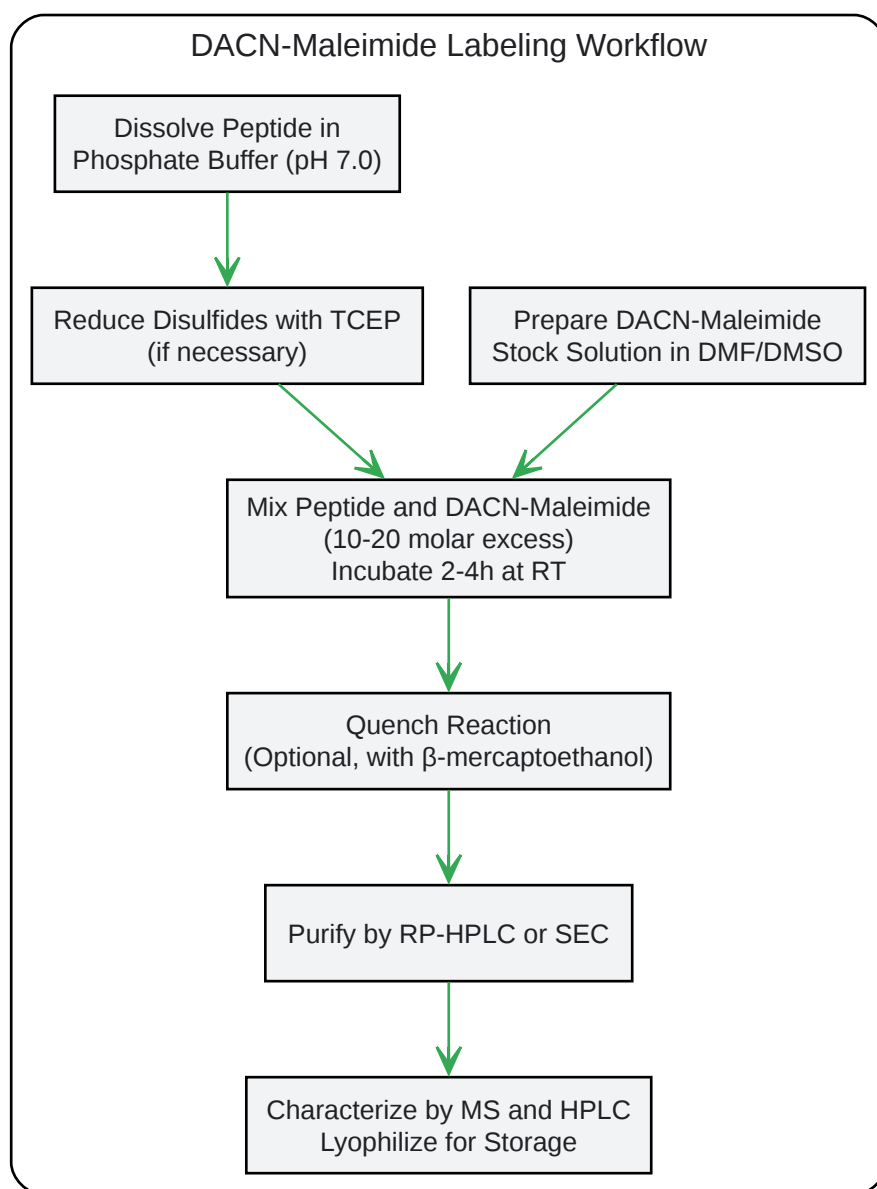 DACN-Maleimide Labeling Workflow
Dissolve Peptide in
Phosphate Buffer (pH 7.0)
Reduce Disulfides with TCEP
(if necessary)
Prepare DACN-Maleimide
Stock Solution in DMF/DMSO
Mix Peptide and DACN-Maleimide
(10-20 molar excess)
Incubate 2-4h at RT
Quench Reaction
(Optional, with β-mercaptoethanol)
Purify by RP-HPLC or SEC
Characterize by MS and HPLC
Lyophilize for Storage